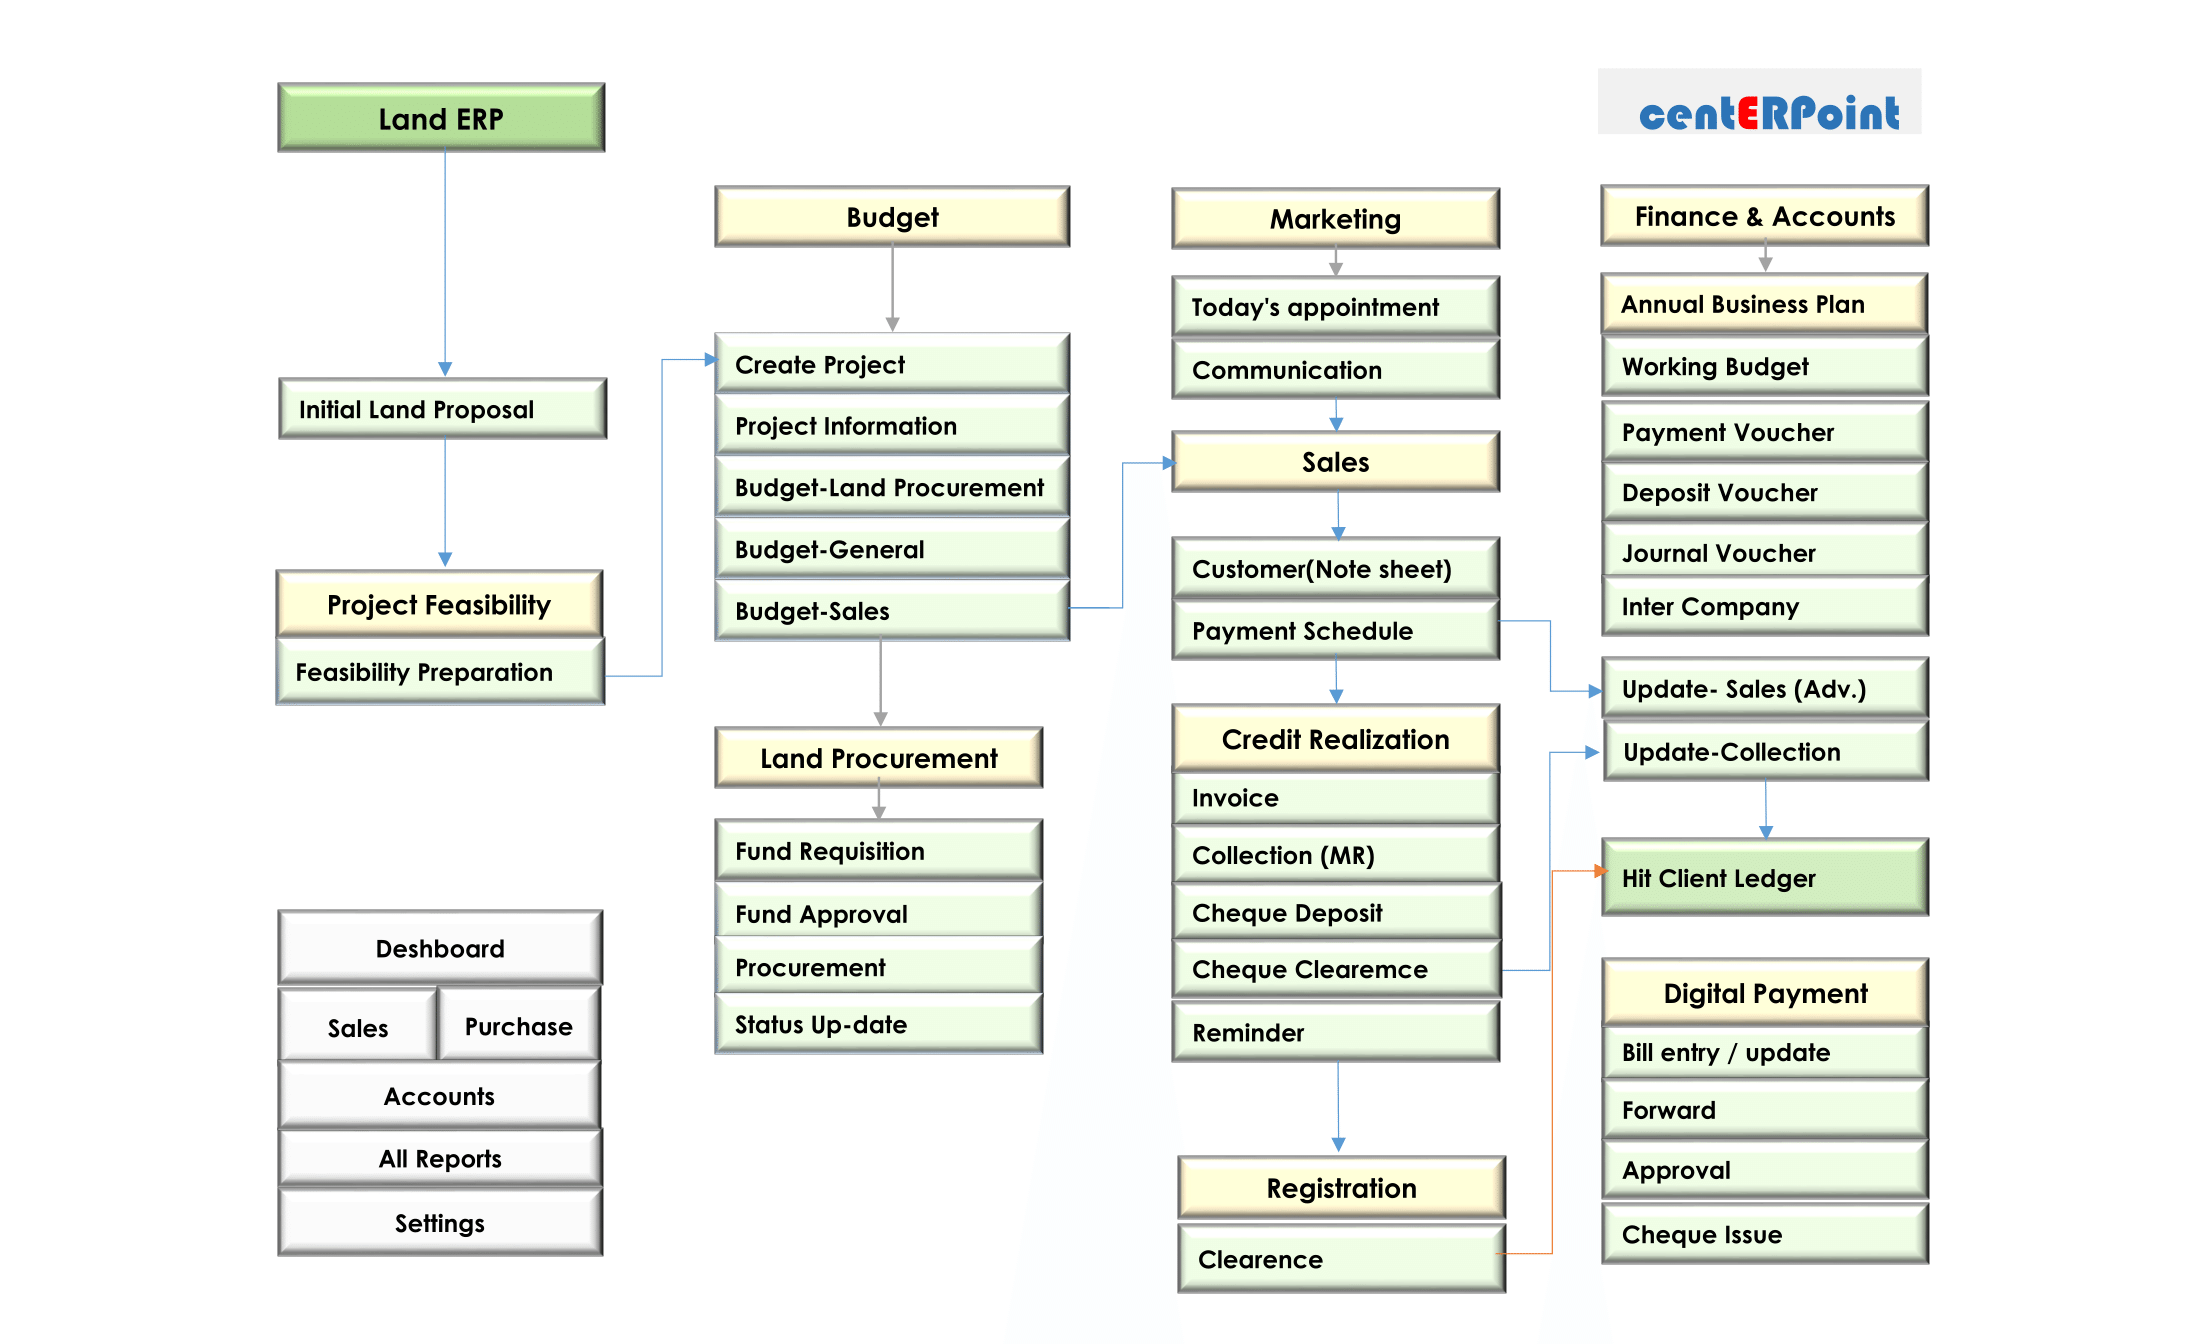 Land ERP
Initial Land Proposal
Project Feasibility
Feasibility Preparation
Deshboard
Sales
Purchase
Accounts
All Reports
Settings
Budget
Create Project
Project Information
Budget-Land Procurement
Budget-General
Budget-Sales
Land Procurement
Fund Requisition
Fund Approval
Procurement
Status Up-date
Marketing
Today's appointment
Communication
Sales
Customer(Note sheet)
Payment Schedule
Credit Realization
Invoice
Collection (MR)
Cheque Deposit
Cheque Clearemce
Reminder
Registration
Clearence
centERPoint
Finance & Accounts
Annual Business Plan
Working Budget
Payment Voucher
Deposit Voucher
Journal Voucher
Inter Company
Update- Sales (Adv.)
Update-Collection
Hit Client Ledger
Digital Payment
Bill entry / update
Forward
Approval
Cheque Issue